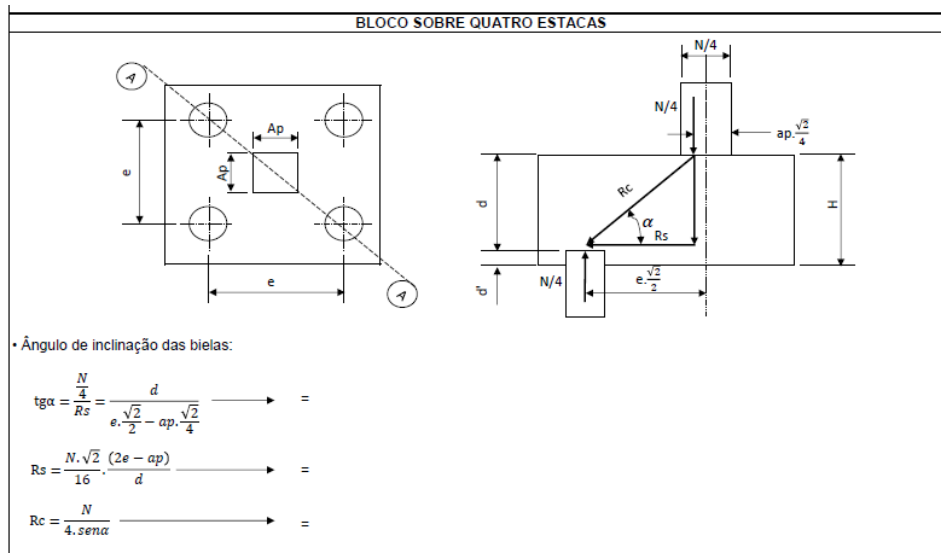 BLOCO SOBRE QUATRO ESTACAS
A
Ap
Ap
e
e
A
N/4
N/4
ap.√2/4
d
Rc
α
Rs
H
d'
N/4
e.√2/2
• Ângulo de inclinação das bielas:
tgα = (N/4)/Rs = d/(e.√2/2 − ap.√2/4) ⟶ =
Rs = N.√2/16 . (2e − ap)/d ⟶ =
Rc = N/(4.senα) ⟶ =